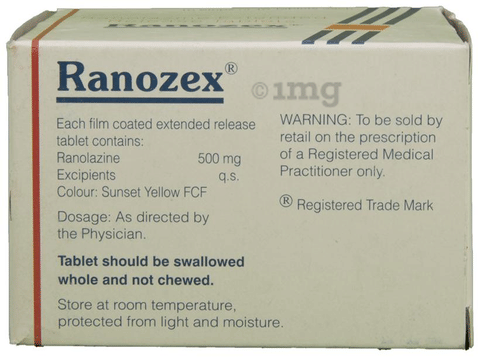 Ranozex®
© 1mg
Each film coated extended release
tablet contains:
Ranolazine 500 mg
Excipients q.s.
Colour: Sunset Yellow FCF
Dosage: As directed by
the Physician.
Tablet should be swallowed
whole and not chewed.
Store at room temperature,
protected from light and moisture.
WARNING: To be sold by
retail on the prescription
of a Registered Medical
Practitioner only.
® Registered Trade Mark